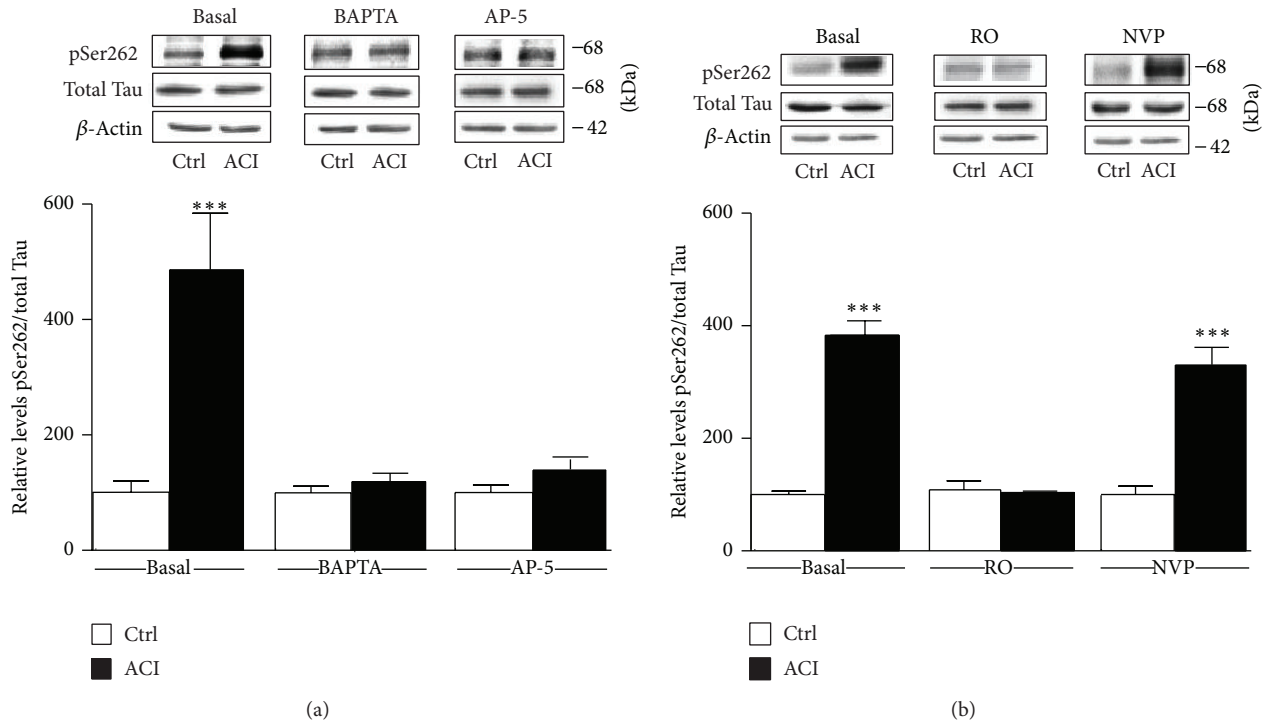 Basal BAPTA AP-5
pSer262 –68
Total Tau –68
β-Actin – 42
(kDa)
Ctrl ACI Ctrl ACI Ctrl ACI
Relative levels pSer262/total Tau
600
400
200
0
***
Basal BAPTA AP-5
Ctrl
ACI
(a)
Basal RO NVP
pSer262 –68
Total Tau –68
β-Actin – 42
(kDa)
Ctrl ACI Ctrl ACI Ctrl ACI
Relative levels pSer262/total Tau
600
400
200
0
***
***
Basal RO NVP
Ctrl
ACI
(b)